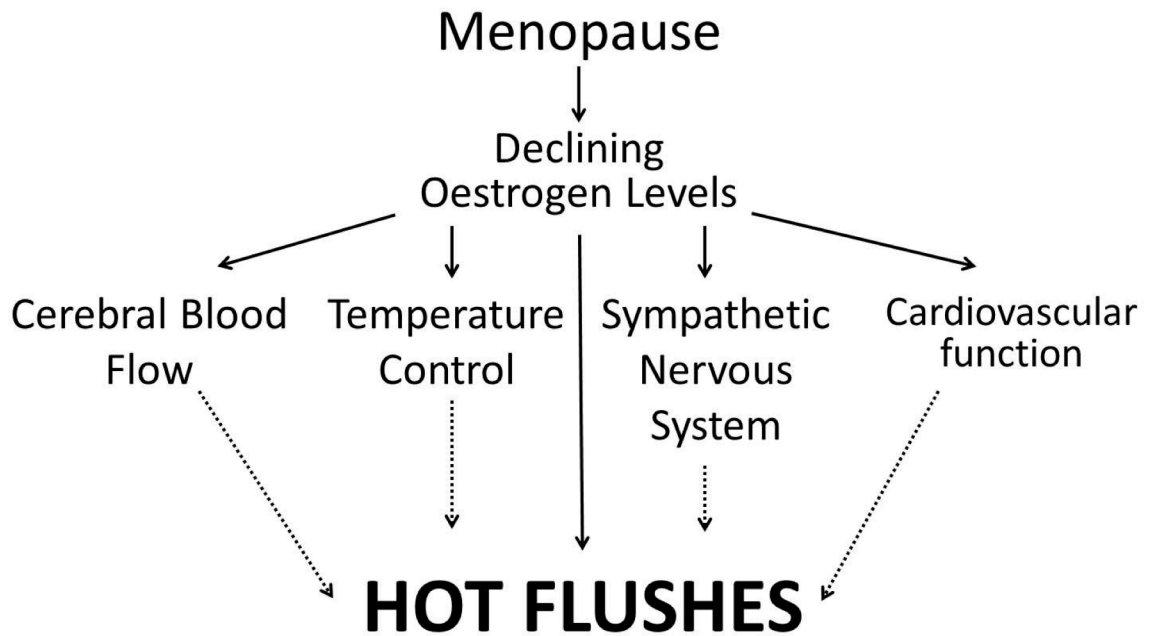 Menopause
Declining
Oestrogen Levels
Cerebral Blood
Flow
Temperature
Control
Sympathetic
Nervous
System
Cardiovascular
function
HOT FLUSHES